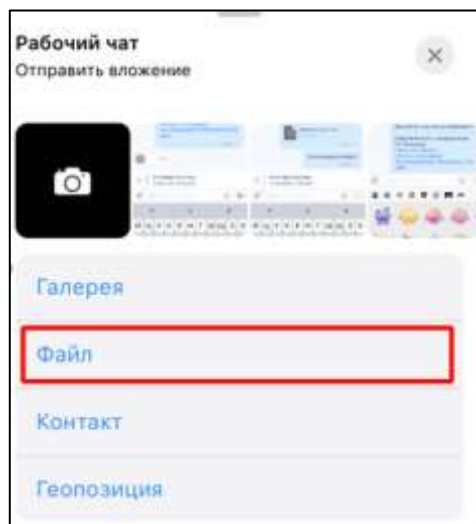 Рабочий чат
Отправить вложение
Галерея
Файл
Контакт
Геопозиция